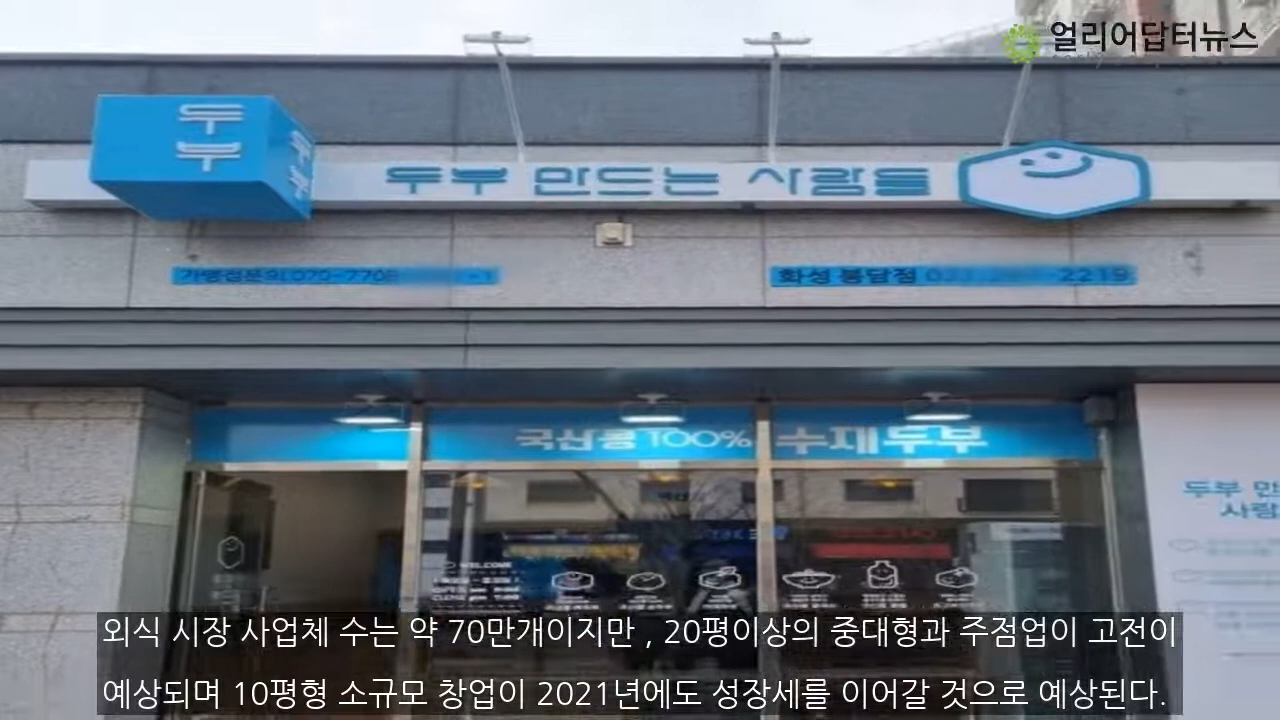 얼리어답터뉴스
두부
두부 만드는 사람들
화성 봉담점
2219
국산콩 100% 수제두부
WELCOME
두부 만
사람
외식 시장 사업체 수는 약 70만개이지만 , 20평이상의 중대형과 주점업이 고전이
예상되며 10평형 소규모 창업이 2021년에도 성장세를 이어갈 것으로 예상된다.